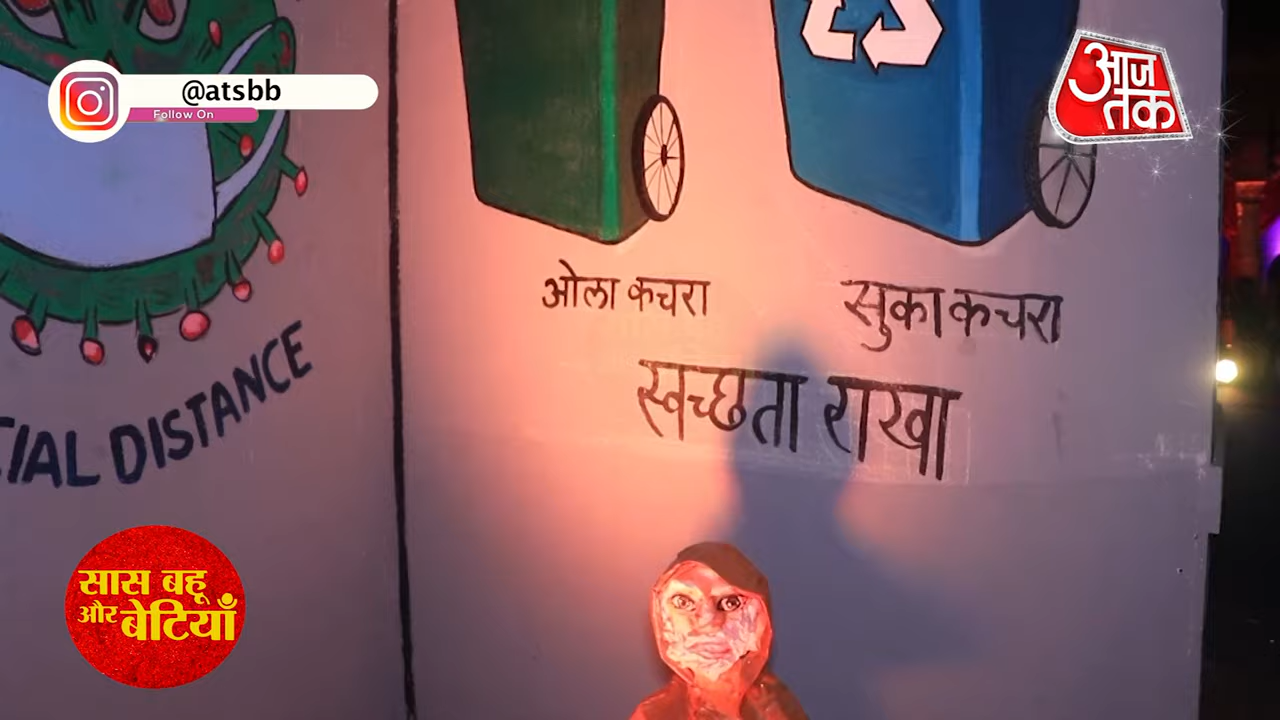 @atsbb
Follow On
आज
तक
ओला कचरा
सुका कचरा
स्वच्छता राखा
CIAL DISTANCE
सास बहू
और बेटियाँ